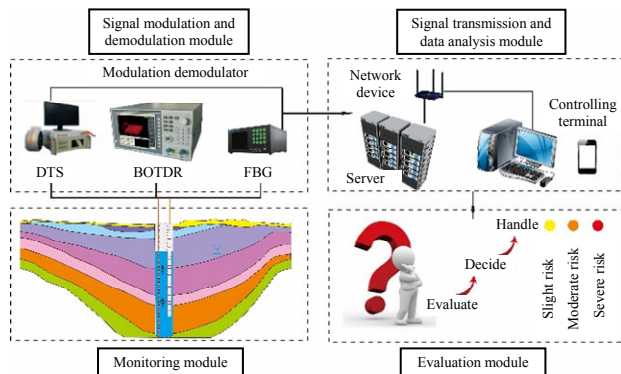 Signal modulation and
demodulation module
Signal transmission and
data analysis module
Modulation demodulator
DTS
BOTDR
FBG
Network
device
Server
Controlling
terminal
Handle
Decide
Evaluate
Slight risk
Moderate risk
Severe risk
Monitoring module
Evaluation module